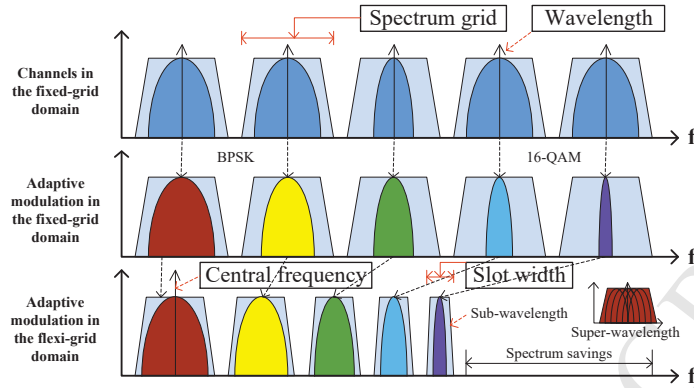 Spectrum grid
Wavelength
Channels in
the fixed-grid
domain
f
BPSK
16-QAM
Adaptive
modulation in
the fixed-grid
domain
f
Central frequency
Slot width
Adaptive
modulation in
the flexi-grid
domain
Sub-wavelength
Super-wavelength
Spectrum savings
f